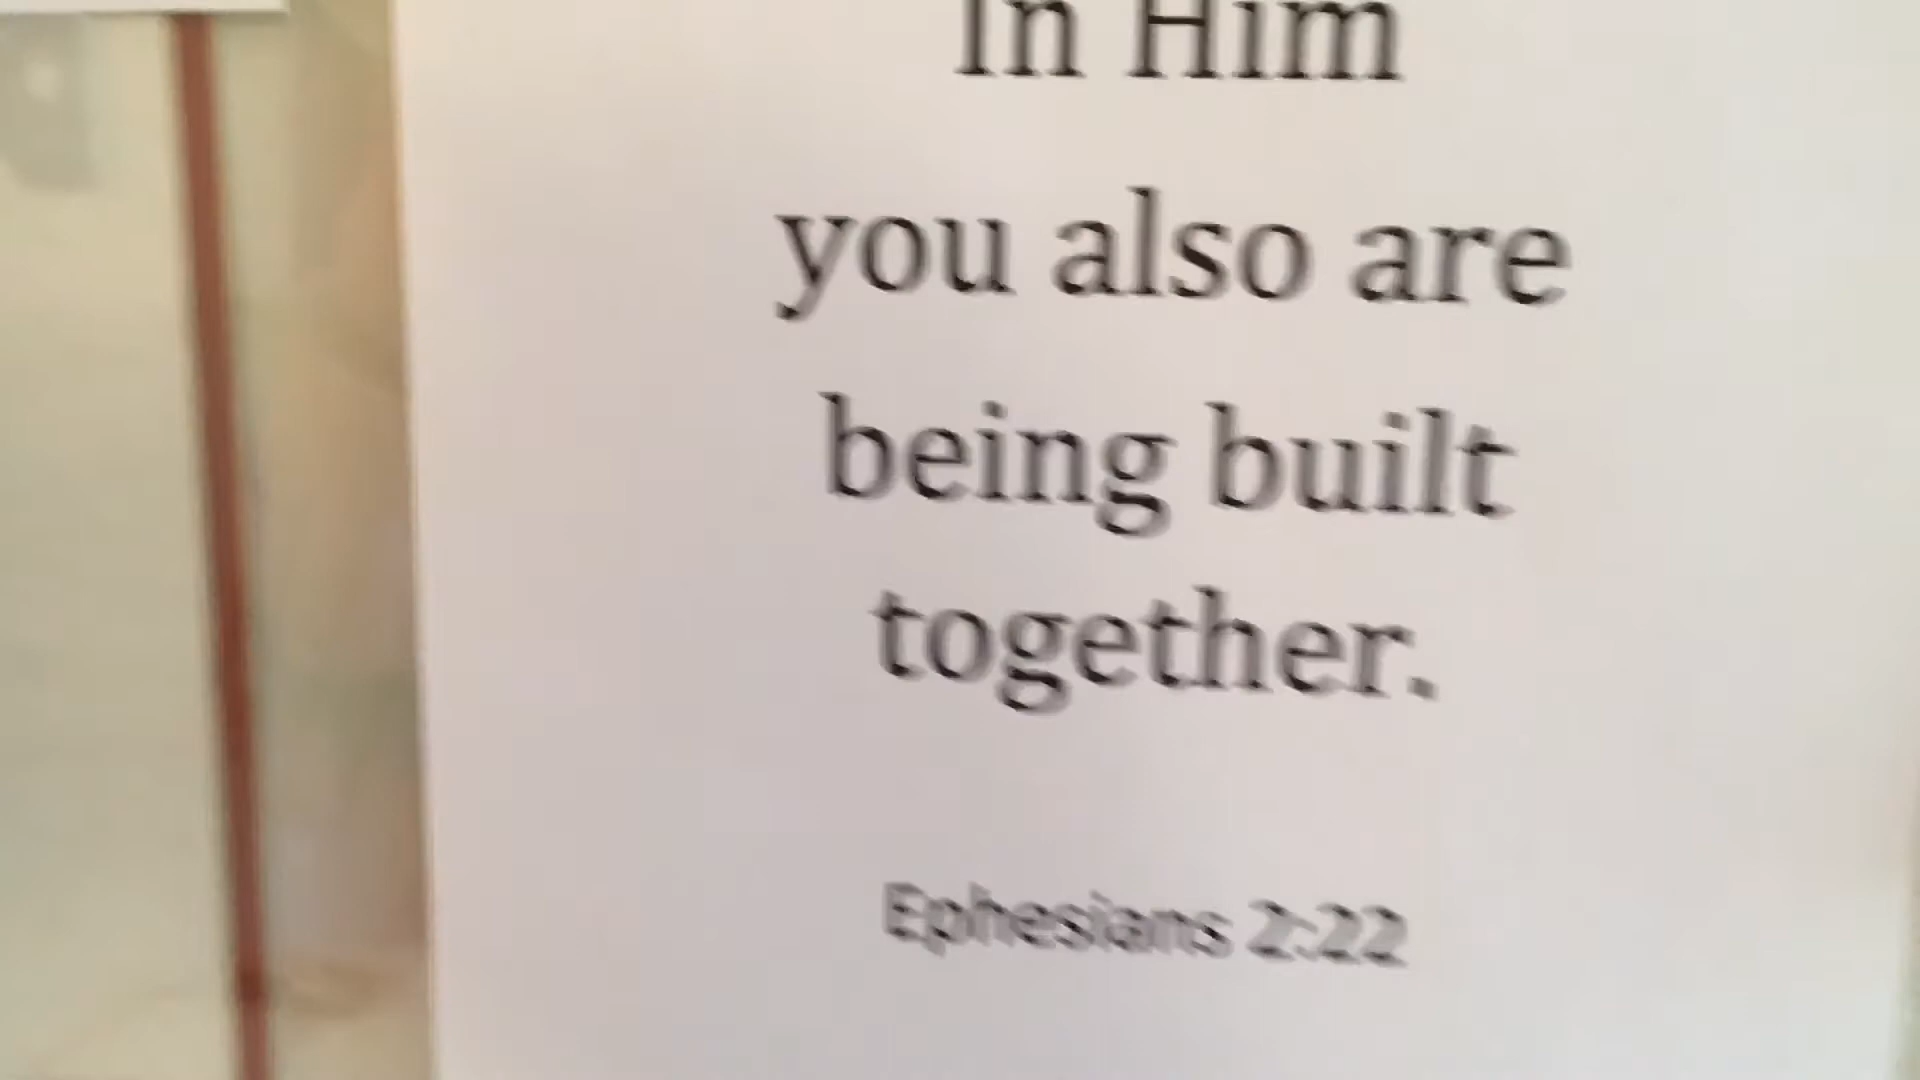 In Him
you also are
being built
together.
Ephesians 2:22